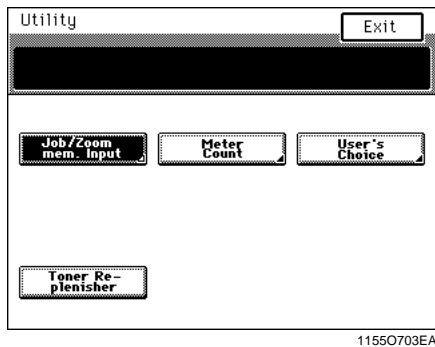 Utility
Exit
Job/Zoom
mem. Input
Meter
Count
User's
Choice
Toner Re-
plenisher
1155O703EA